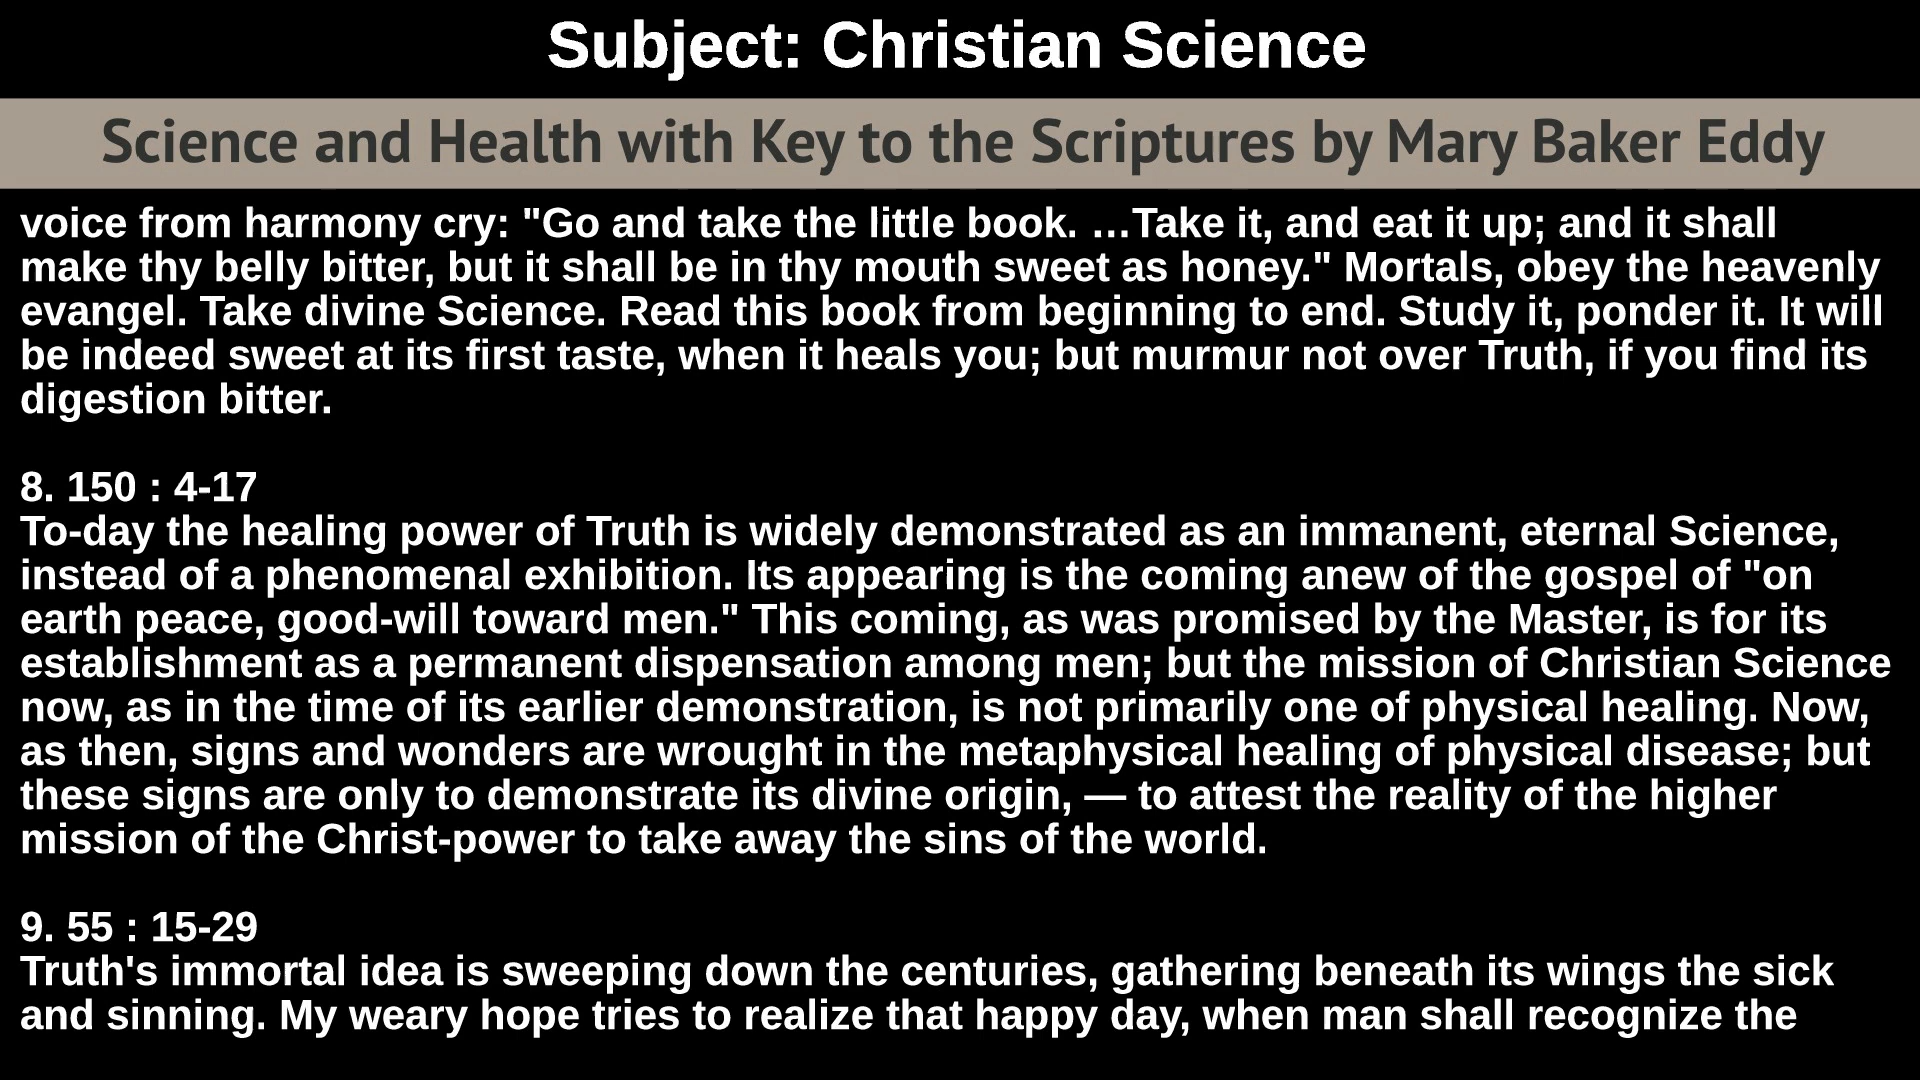 Subject: Christian Science
Science and Health with Key to the Scriptures by Mary Baker Eddy
voice from harmony cry: "Go and take the little book. …Take it, and eat it up; and it shall
make thy belly bitter, but it shall be in thy mouth sweet as honey." Mortals, obey the heavenly
evangel. Take divine Science. Read this book from beginning to end. Study it, ponder it. It will
be indeed sweet at its first taste, when it heals you; but murmur not over Truth, if you find its
digestion bitter.
8. 150 : 4-17
To-day the healing power of Truth is widely demonstrated as an immanent, eternal Science,
instead of a phenomenal exhibition. Its appearing is the coming anew of the gospel of "on
earth peace, good-will toward men." This coming, as was promised by the Master, is for its
establishment as a permanent dispensation among men; but the mission of Christian Science
now, as in the time of its earlier demonstration, is not primarily one of physical healing. Now,
as then, signs and wonders are wrought in the metaphysical healing of physical disease; but
these signs are only to demonstrate its divine origin, — to attest the reality of the higher
mission of the Christ-power to take away the sins of the world.
9. 55 : 15-29
Truth's immortal idea is sweeping down the centuries, gathering beneath its wings the sick
and sinning. My weary hope tries to realize that happy day, when man shall recognize the